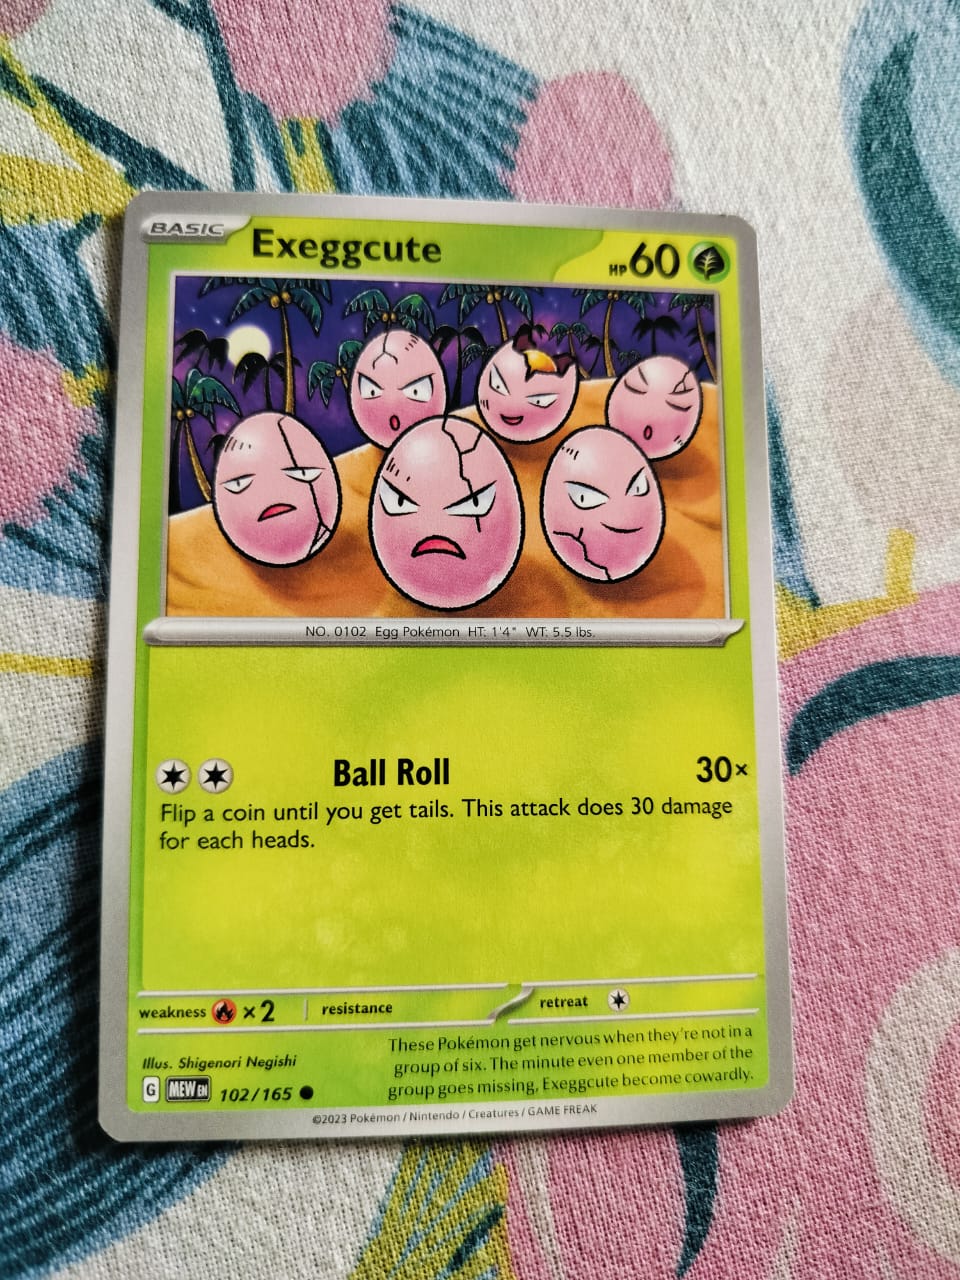 BASIC
Exeggcute
HP 60
NO. 0102 Egg Pokémon HT: 1'4" WT: 5.5 lbs.
Ball Roll 30×
Flip a coin until you get tails. This attack does 30 damage
for each heads.
weakness ×2 resistance retreat
Illus. Shigenori Negishi
These Pokémon get nervous when they're not in a
group of six. The minute even one member of the
group goes missing, Exeggcute become cowardly.
G MEW EN 102/165
©2023 Pokémon / Nintendo / Creatures / GAME FREAK